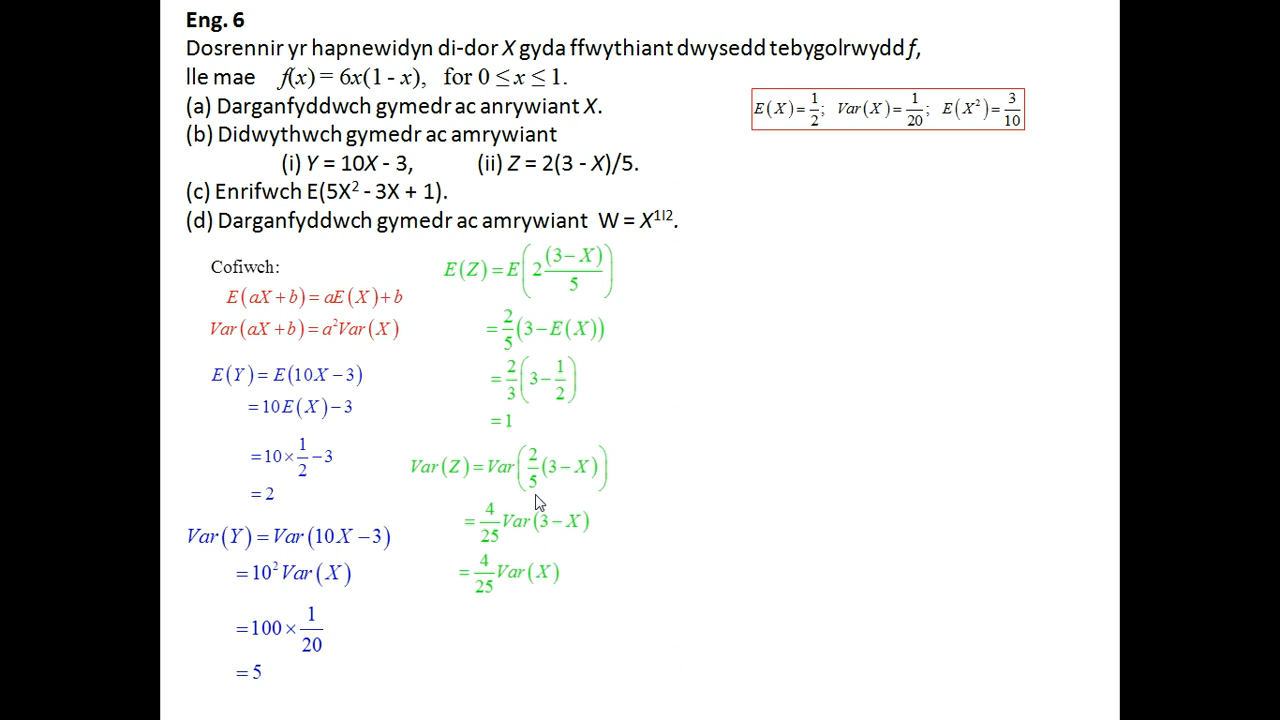 Eng. 6
Dosrennir yr hapnewidyn di-dor X gyda ffwythiant dwysedd tebygolrwydd f,
lle mae f(x) = 6x(1 - x), for 0 ≤ x ≤ 1.
(a) Darganfyddwch gymedr ac anrywiant X.
E(X) = 1/2; Var(X) = 1/20; E(X²) = 3/10
(b) Didwythwch gymedr ac amrywiant
(i) Y = 10X - 3, (ii) Z = 2(3 - X)/5.
(c) Enrifwch E(5X² - 3X + 1).
(d) Darganfyddwch gymedr ac amrywiant W = X^1l2.
Cofiwch:
E(aX + b) = aE(X) + b
Var(aX + b) = a²Var(X)
E(Y) = E(10X - 3)
= 10E(X) - 3
= 10 × 1/2 - 3
= 2
Var(Y) = Var(10X - 3)
= 10² Var(X)
= 100 × 1/20
= 5
E(Z) = E(2 (3 - X)/5)
= 2/5 (3 - E(X))
= 2/3 (3 - 1/2)
= 1
Var(Z) = Var(2/5 (3 - X))
= 4/25 Var(3 - X)
= 4/25 Var(X)